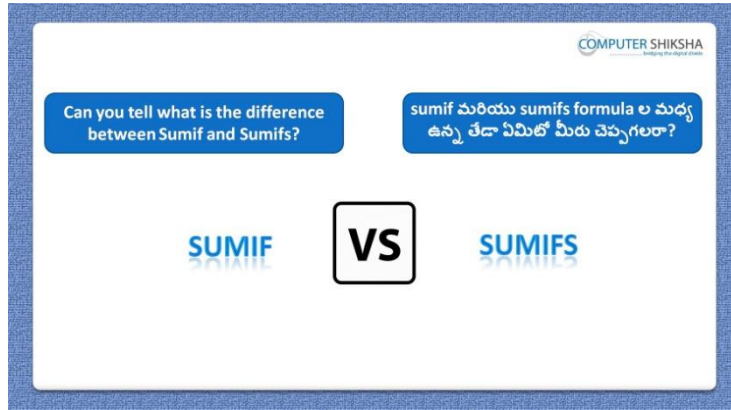 COMPUTER SHIKSHA
bridging the digital divide
Can you tell what is the difference
between Sumif and Sumifs?
sumif మరియు sumifs formula ల మధ్య
ఉన్న తేడా ఏమిటో మీరు చెప్పగలరా?
SUMIF
VS
SUMIFS